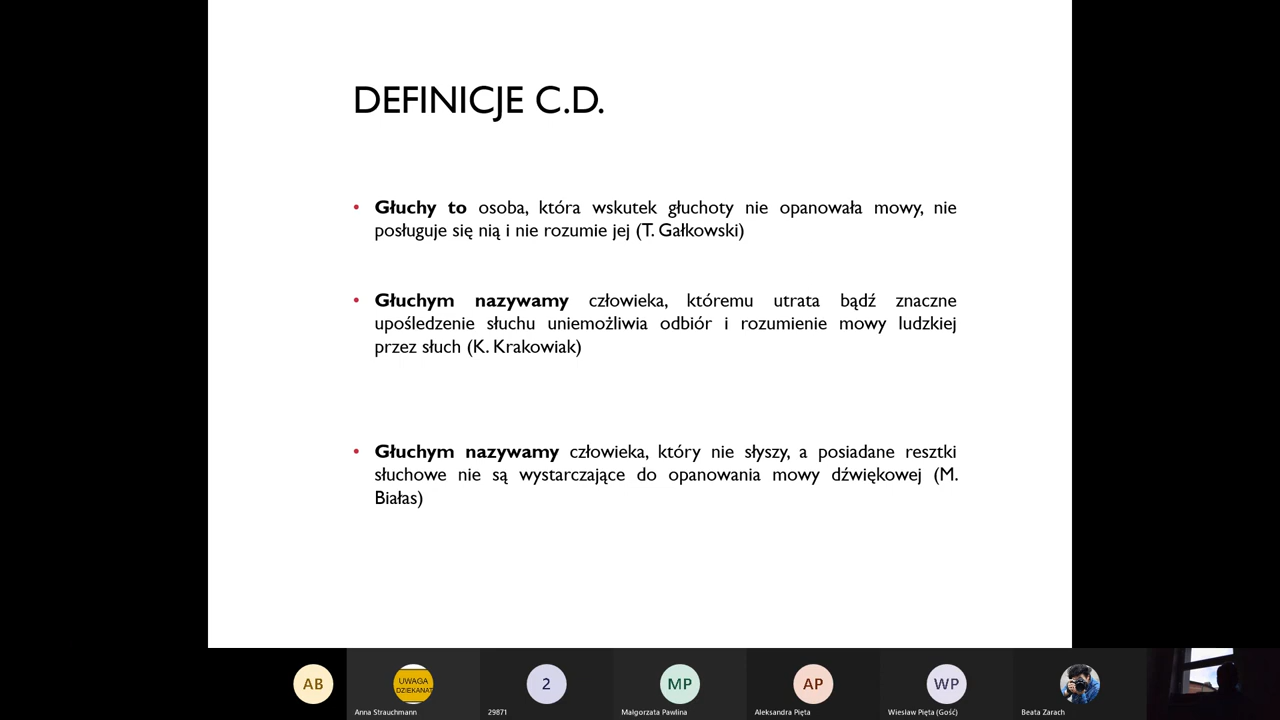 DEFINICJE C.D.
• Głuchy to osoba, która wskutek głuchoty nie opanowała mowy, nie
posługuje się nią i nie rozumie jej (T. Gałkowski)
• Głuchym nazywamy człowieka, któremu utrata bądź znaczne
upośledzenie słuchu uniemożliwia odbiór i rozumienie mowy ludzkiej
przez słuch (K. Krakowiak)
• Głuchym nazywamy człowieka, który nie słyszy, a posiadane resztki
słuchowe nie są wystarczające do opanowania mowy dźwiękowej (M.
Białas)
AB
UWAGA
DZIEKANAT
2
MP
AP
WP
Anna Strauchmann
29871
Małgorzata Pawlina
Aleksandra Pięta
Wiesław Pięta (Gość)
Beata Zarach